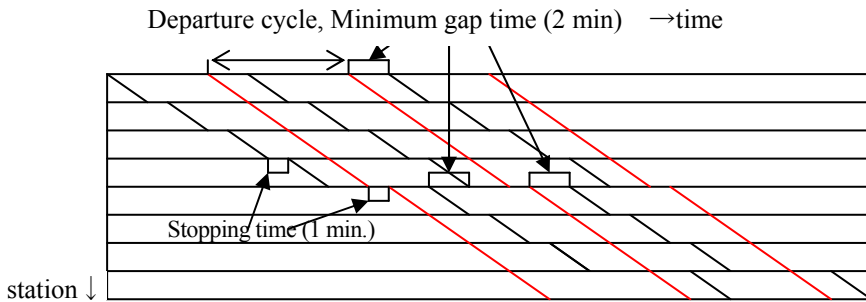 Departure cycle, Minimum gap time (2 min) →time
Stopping time (1 min.)
station ↓